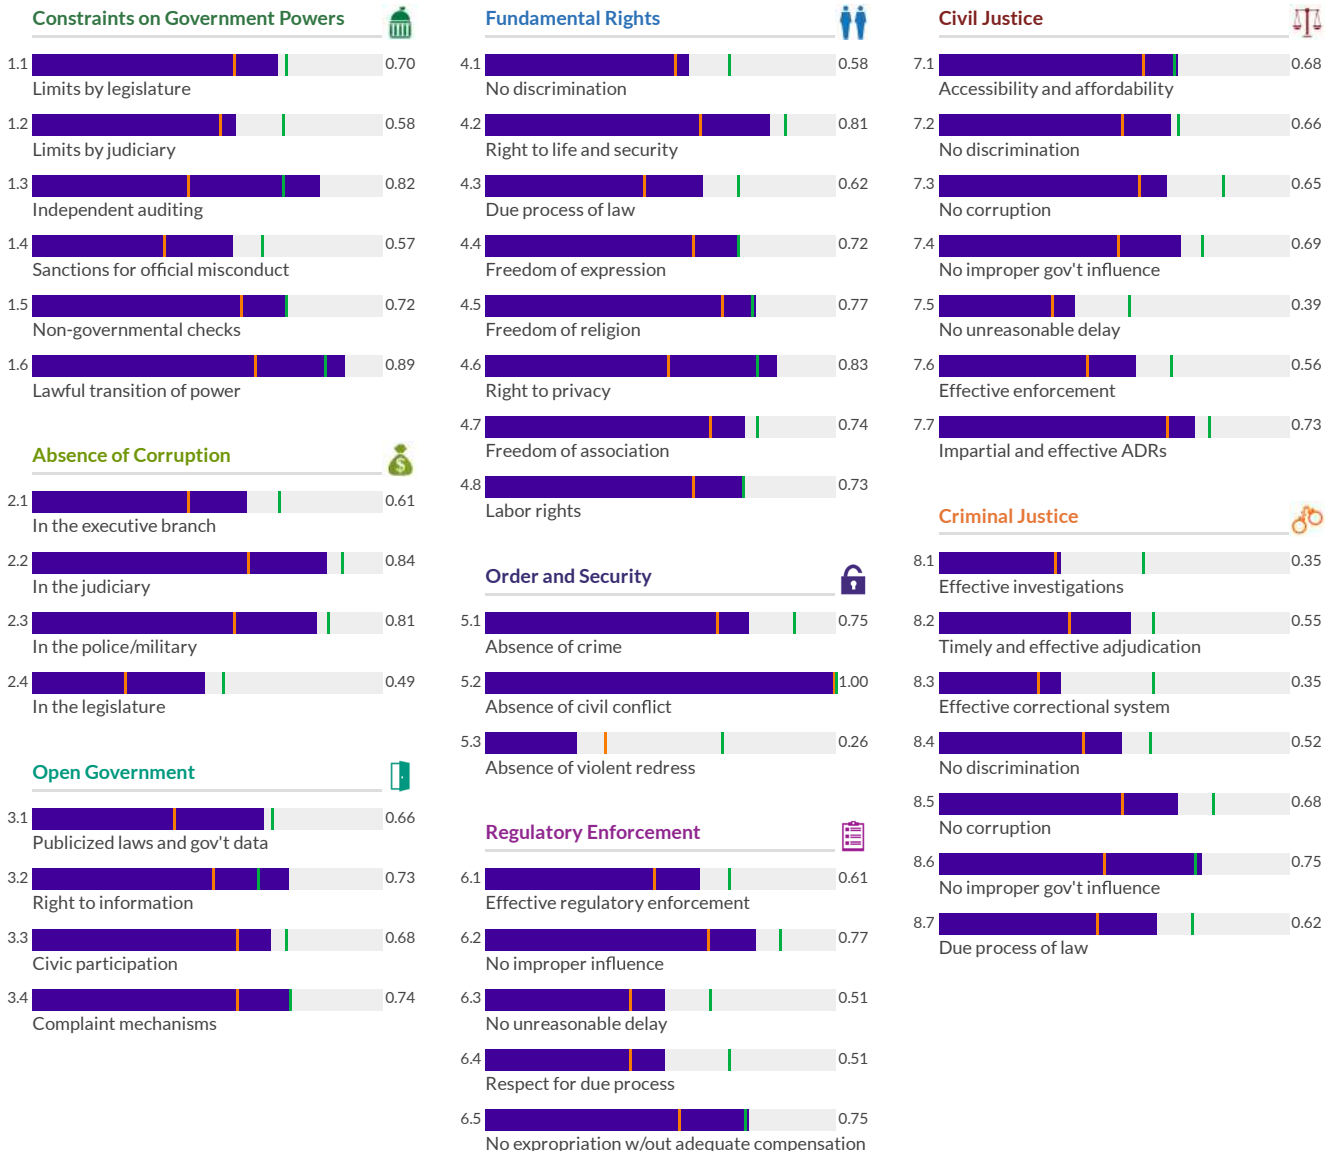 Constraints on Government Powers
1.1 0.70
Limits by legislature
1.2 0.58
Limits by judiciary
1.3 0.82
Independent auditing
1.4 0.57
Sanctions for official misconduct
1.5 0.72
Non-governmental checks
1.6 0.89
Lawful transition of power
Absence of Corruption
$
2.1 0.61
In the executive branch
2.2 0.84
In the judiciary
2.3 0.81
In the police/military
2.4 0.49
In the legislature
Open Government
3.1 0.66
Publicized laws and gov't data
3.2 0.73
Right to information
3.3 0.68
Civic participation
3.4 0.74
Complaint mechanisms
Fundamental Rights
4.1 0.58
No discrimination
4.2 0.81
Right to life and security
4.3 0.62
Due process of law
4.4 0.72
Freedom of expression
4.5 0.77
Freedom of religion
4.6 0.83
Right to privacy
4.7 0.74
Freedom of association
4.8 0.73
Labor rights
Order and Security
5.1 0.75
Absence of crime
5.2 1.00
Absence of civil conflict
5.3 0.26
Absence of violent redress
Regulatory Enforcement
6.1 0.61
Effective regulatory enforcement
6.2 0.77
No improper influence
6.3 0.51
No unreasonable delay
6.4 0.51
Respect for due process
6.5 0.75
No expropriation w/out adequate compensation
Civil Justice
7.1 0.68
Accessibility and affordability
7.2 0.66
No discrimination
7.3 0.65
No corruption
7.4 0.69
No improper gov't influence
7.5 0.39
No unreasonable delay
7.6 0.56
Effective enforcement
7.7 0.73
Impartial and effective ADRs
Criminal Justice
8.1 0.35
Effective investigations
8.2 0.55
Timely and effective adjudication
8.3 0.35
Effective correctional system
8.4 0.52
No discrimination
8.5 0.68
No corruption
8.6 0.75
No improper gov't influence
8.7 0.62
Due process of law